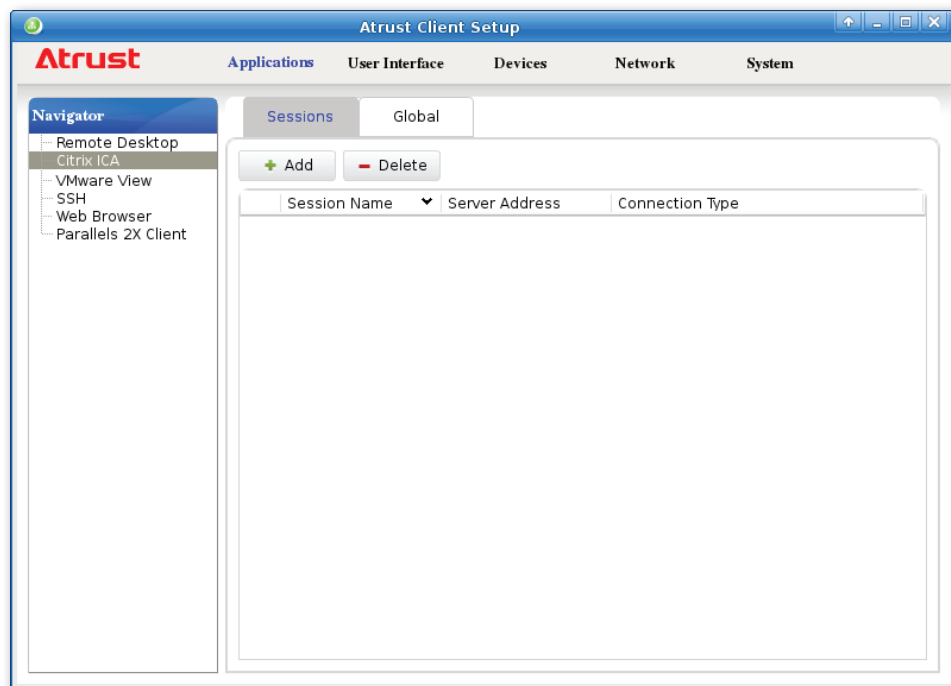 Atrust Client Setup
Atrust Applications User Interface Devices Network System
Navigator
Remote Desktop
Citrix ICA
VMware View
SSH
Web Browser
Parallels 2X Client
Sessions Global
Add Delete
Session Name Server Address Connection Type